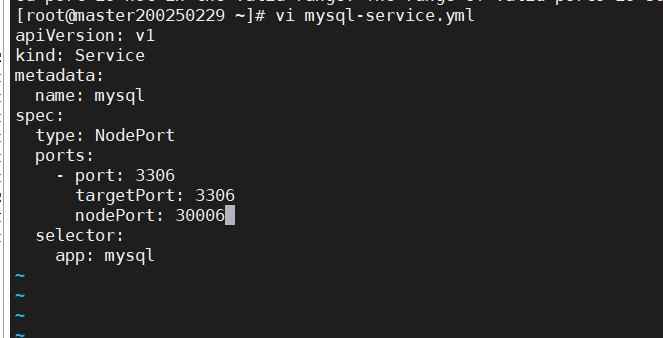 [root@master200250229 ~]# vi mysql-service.yml
apiVersion: v1
kind: Service
metadata:
  name: mysql
spec:
  type: NodePort
  ports:
    - port: 3306
      targetPort: 3306
      nodePort: 30006
  selector:
    app: mysql
~
~
~
~